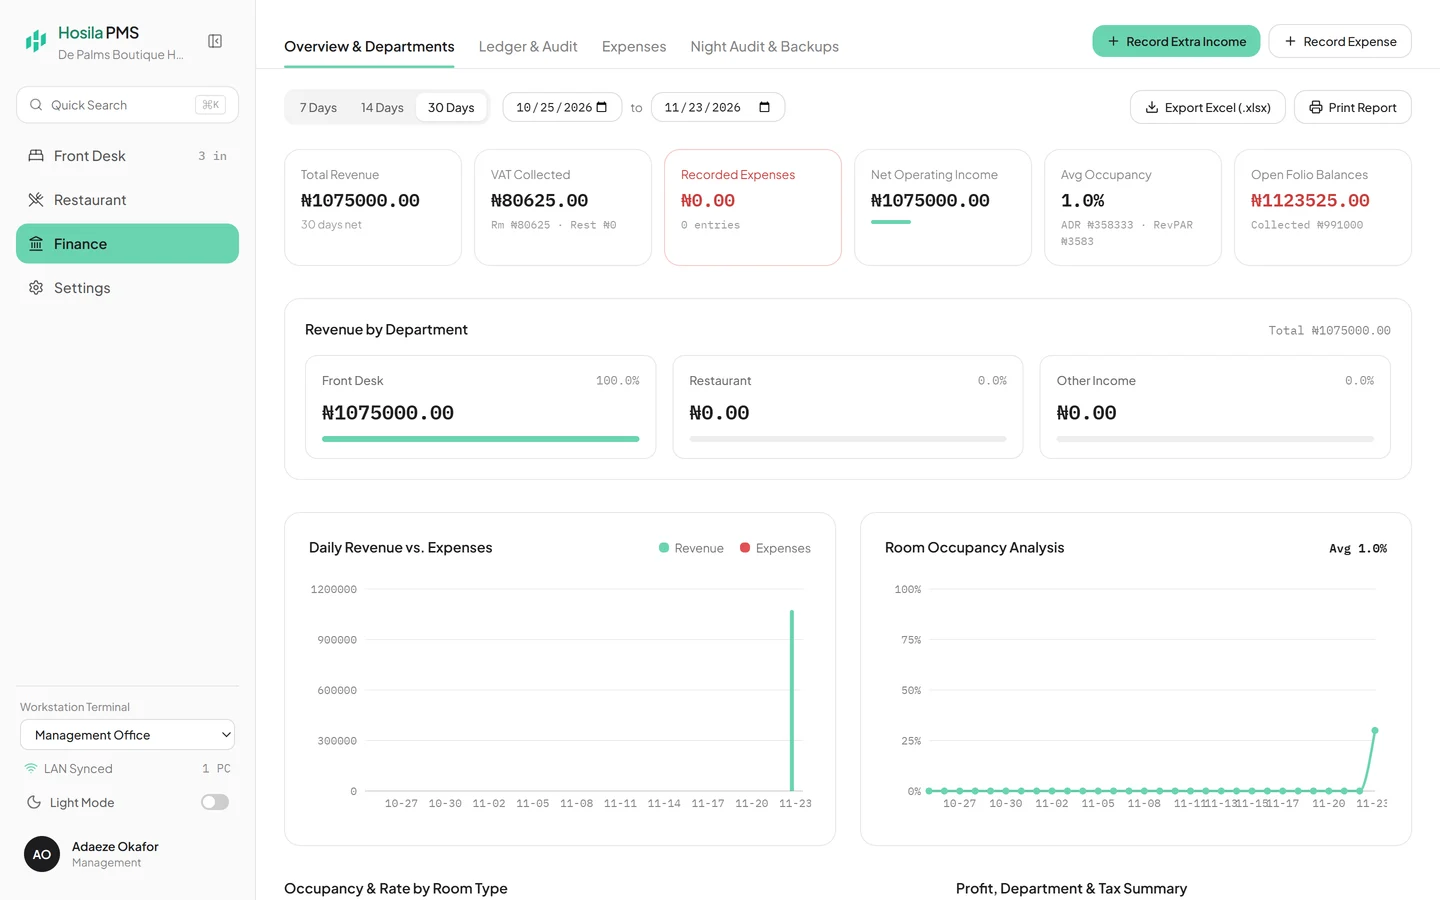 Hosila PMS
De Palms Boutique H...
Quick Search ⌘K
Front Desk 3 in
Restaurant
Finance
Settings
Workstation Terminal
Management Office
LAN Synced 1 PC
Light Mode
AO
Adaeze Okafor
Management
Overview & Departments Ledger & Audit Expenses Night Audit & Backups
+ Record Extra Income + Record Expense
7 Days 14 Days 30 Days 10/25/2026 to 11/23/2026
Export Excel (.xlsx) Print Report
Total Revenue
₦1075000.00
30 days net
VAT Collected
₦80625.00
Rm ₦80625 · Rest ₦0
Recorded Expenses
₦0.00
0 entries
Net Operating Income
₦1075000.00
Avg Occupancy
1.0%
ADR ₦358333 · RevPAR
₦3583
Open Folio Balances
₦1123525.00
Collected ₦991000
Revenue by Department Total ₦1075000.00
Front Desk 100.0%
₦1075000.00
Restaurant 0.0%
₦0.00
Other Income 0.0%
₦0.00
Daily Revenue vs. Expenses Revenue Expenses
1200000
900000
600000
300000
0
10-27 10-30 11-02 11-05 11-08 11-11 11-14 11-17 11-20 11-23
Room Occupancy Analysis Avg 1.0%
100%
75%
50%
25%
0%
10-27 10-30 11-02 11-05 11-08 11-11 11-13 11-15 11-17 11-20 11-23
Occupancy & Rate by Room Type
Profit, Department & Tax Summary